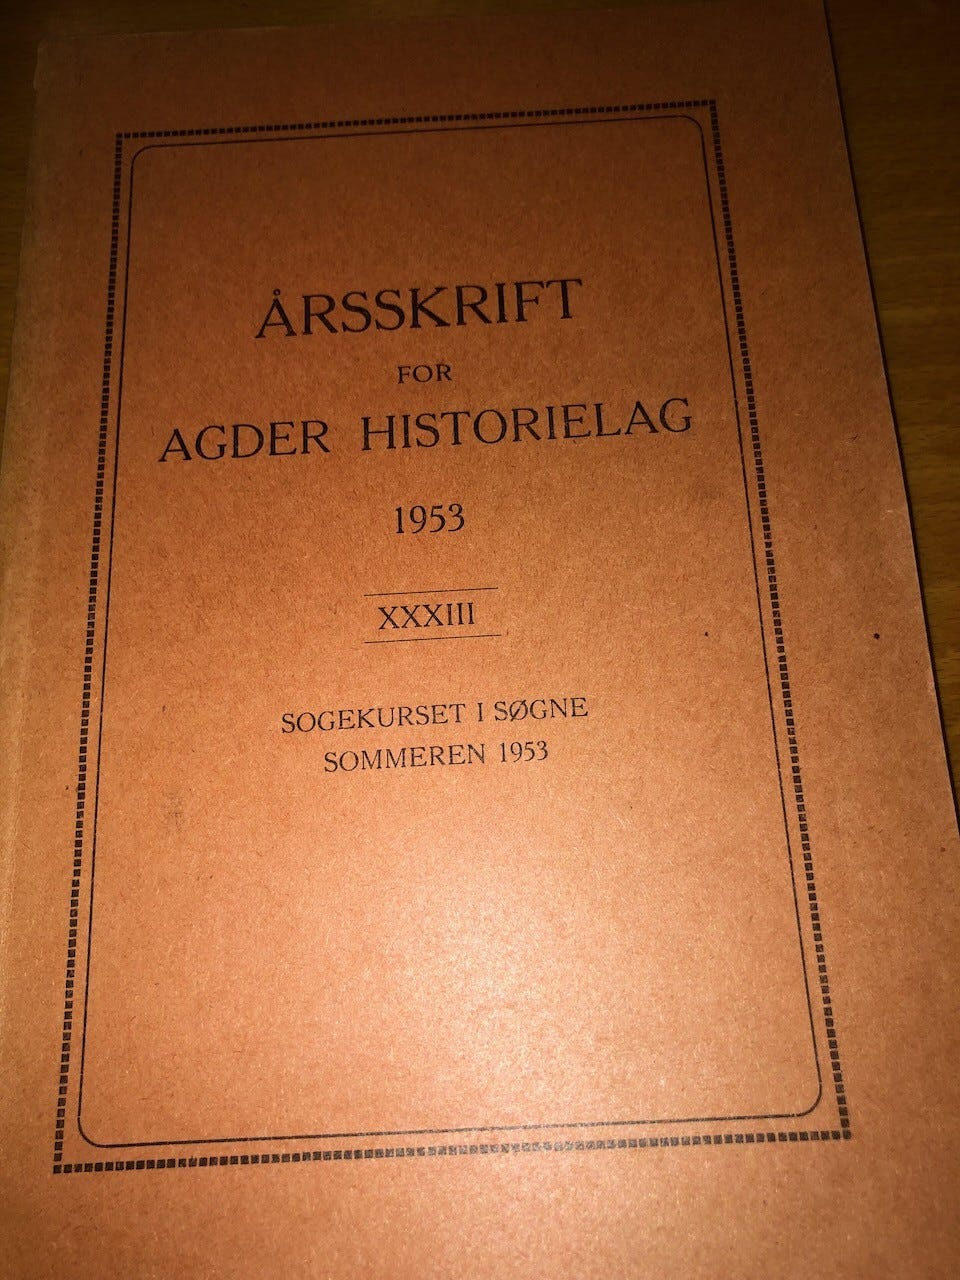 ÅRSSKRIFT
FOR
AGDER HISTORIELAG
1953
XXXIII
SOGEKURSET I SØGNE
SOMMEREN 1953